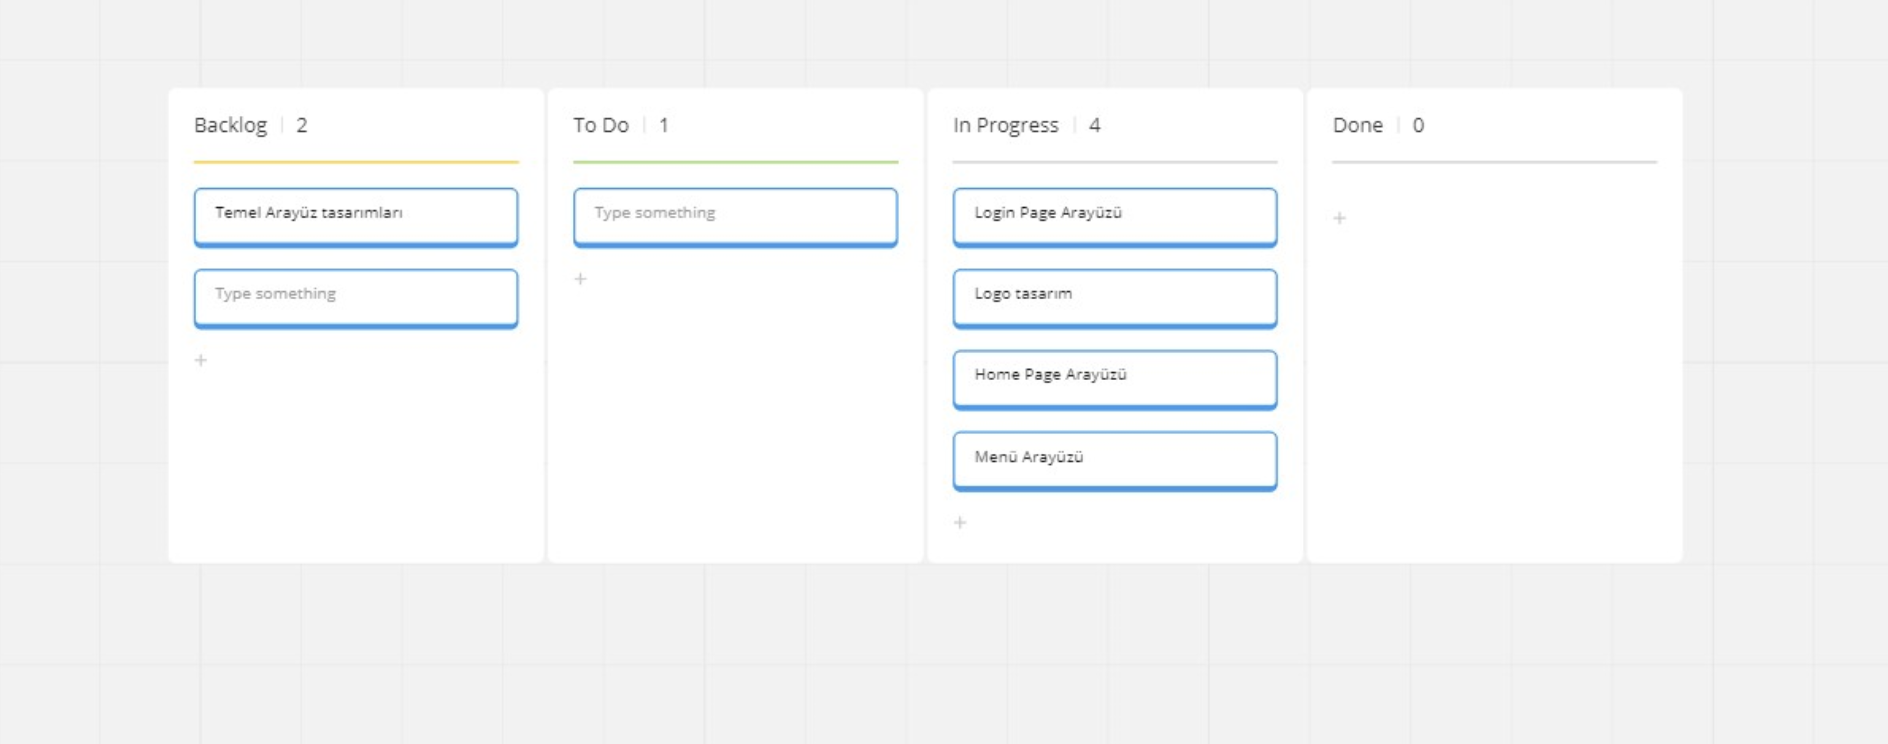 Backlog | 2
Temel Arayüz tasarımları
Type something
+
To Do | 1
Type something
+
In Progress | 4
Login Page Arayüzü
Logo tasarım
Home Page Arayüzü
Menü Arayüzü
+
Done | 0
+